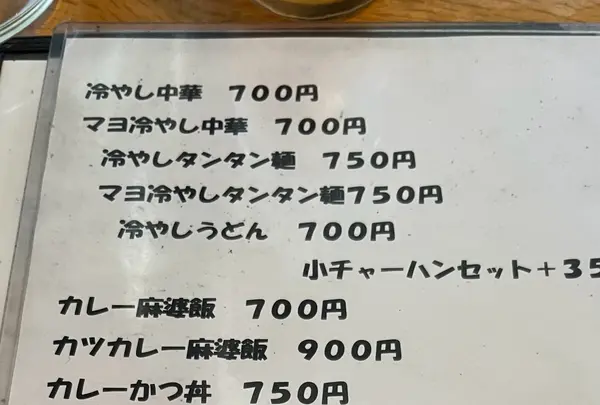 冷やし中華 700円
マヨ冷やし中華 700円
冷やしタンタン麺 750円
マヨ冷やしタンタン麺750円
冷やしうどん 700円
小チャーハンセット+35
カレー麻婆飯 700円
カツカレー麻婆飯 900円
カレーかつ丼 750円